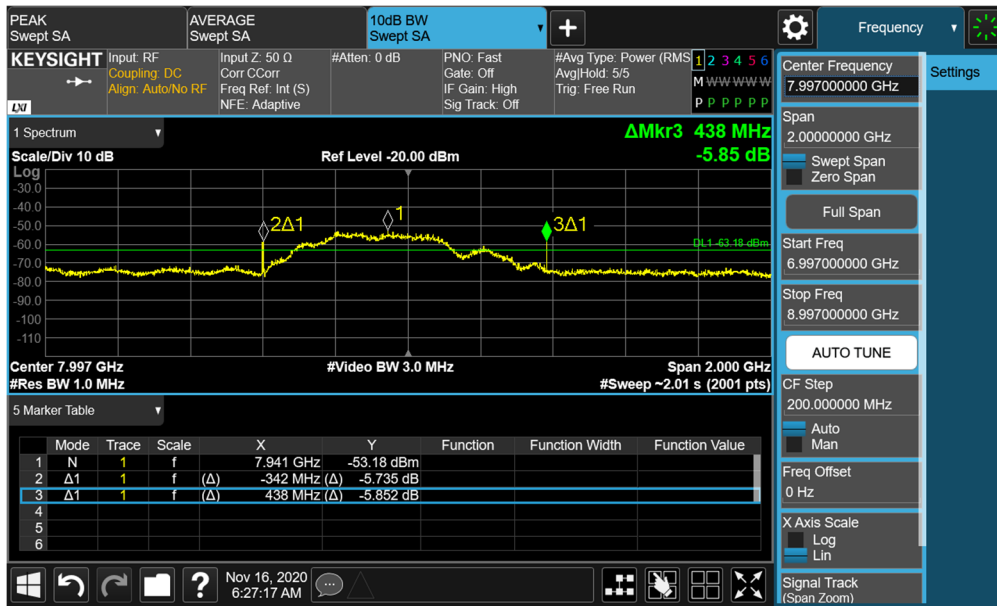 PEAK
Swept SA
AVERAGE
Swept SA
10dB BW
Swept SA
Frequency
KEYSIGHT
LXI
Input: RF
Coupling: DC
Align: Auto/No RF
Input Z: 50 Ω
Corr CCorr
Freq Ref: Int (S)
NFE: Adaptive
#Atten: 0 dB
PNO: Fast
Gate: Off
IF Gain: High
Sig Track: Off
#Avg Type: Power (RMS
Avg|Hold: 5/5
Trig: Free Run
1 2 3 4 5 6
M W W W W W
P P P P P P
1 Spectrum
ΔMkr3 438 MHz
-5.85 dB
Scale/Div 10 dB
Ref Level -20.00 dBm
Log
-30.0
-40.0
-50.0
-60.0
-70.0
-80.0
-90.0
-100
-110
2Δ1
1
3Δ1
DL1 -63.18 dBm
Center 7.997 GHz
#Video BW 3.0 MHz
Span 2.000 GHz
#Res BW 1.0 MHz
#Sweep ~2.01 s (2001 pts)
5 Marker Table
Mode Trace Scale X Y Function Function Width Function Value
1 N 1 f 7.941 GHz -53.18 dBm
2 Δ1 1 f (Δ) -342 MHz (Δ) -5.735 dB
3 Δ1 1 f (Δ) 438 MHz (Δ) -5.852 dB
4
5
6
Nov 16, 2020
6:27:17 AM
Settings
Center Frequency
7.997000000 GHz
Span
2.00000000 GHz
Swept Span
Zero Span
Full Span
Start Freq
6.997000000 GHz
Stop Freq
8.997000000 GHz
AUTO TUNE
CF Step
200.000000 MHz
Auto
Man
Freq Offset
0 Hz
X Axis Scale
Log
Lin
Signal Track
(Span Zoom)